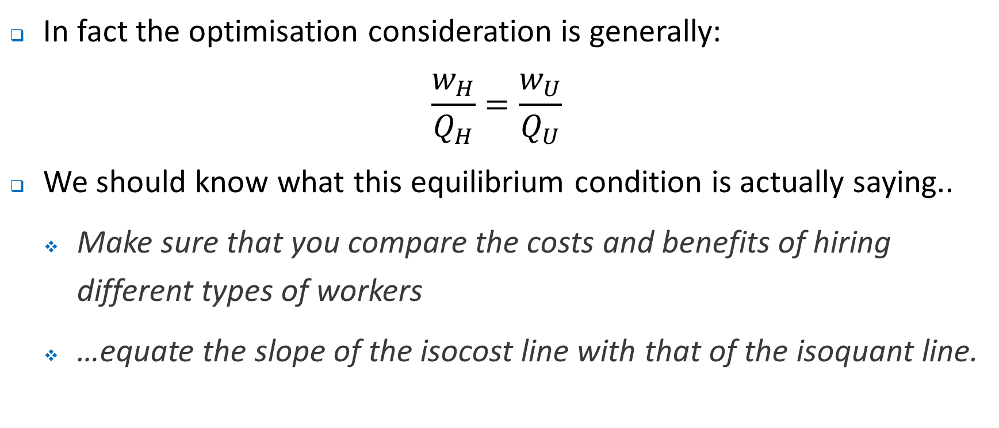 ❑ In fact the optimisation consideration is generally:
w_H / Q_H = w_U / Q_U
❑ We should know what this equilibrium condition is actually saying..
❖ Make sure that you compare the costs and benefits of hiring
different types of workers
❖ …equate the slope of the isocost line with that of the isoquant line.